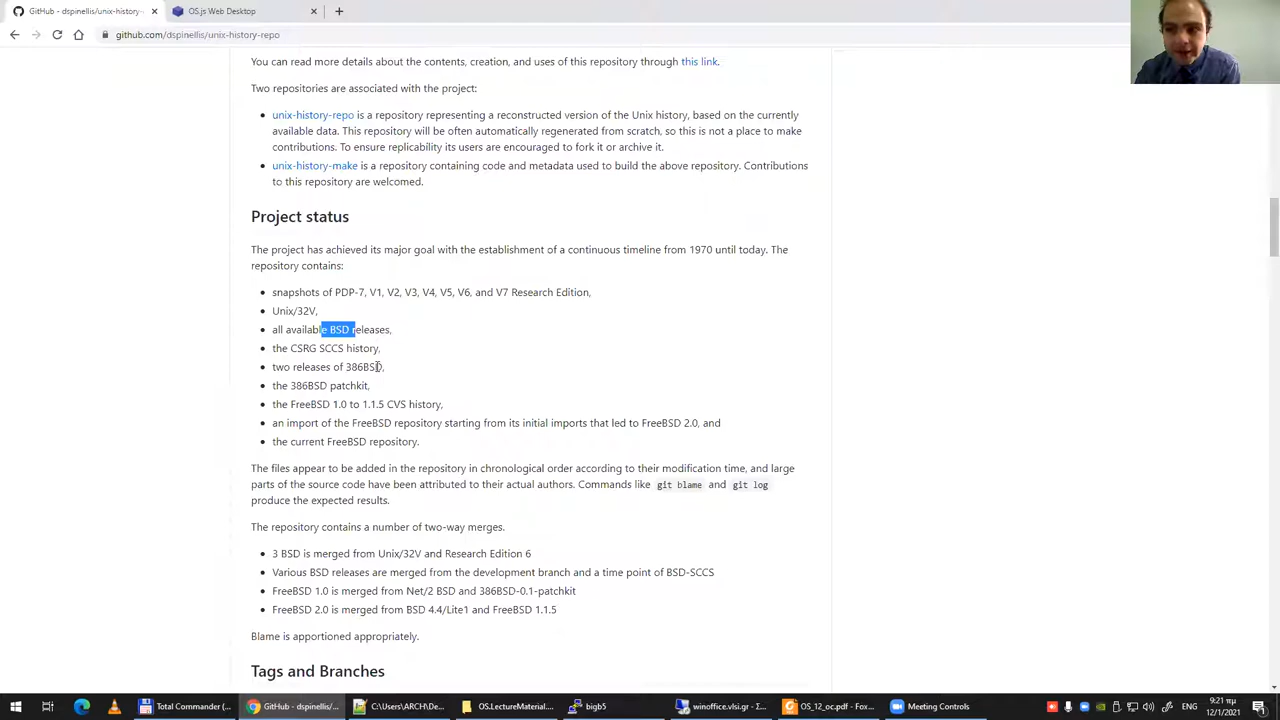 GitHub - dspinellis/unix-history-
OS.js Web Desktop
github.com/dspinellis/unix-history-repo
You can read more details about the contents, creation, and uses of this repository through this link.
Two repositories are associated with the project:
unix-history-repo is a repository representing a reconstructed version of the Unix history, based on the currently
available data. This repository will be often automatically regenerated from scratch, so this is not a place to make
contributions. To ensure replicability its users are encouraged to fork it or archive it.
unix-history-make is a repository containing code and metadata used to build the above repository. Contributions
to this repository are welcomed.
Project status
The project has achieved its major goal with the establishment of a continuous timeline from 1970 until today. The
repository contains:
snapshots of PDP-7, V1, V2, V3, V4, V5, V6, and V7 Research Edition,
Unix/32V,
all available BSD releases,
the CSRG SCCS history,
two releases of 386BSD,
the 386BSD patchkit,
the FreeBSD 1.0 to 1.1.5 CVS history,
an import of the FreeBSD repository starting from its initial imports that led to FreeBSD 2.0, and
the current FreeBSD repository.
The files appear to be added in the repository in chronological order according to their modification time, and large
parts of the source code have been attributed to their actual authors. Commands like git blame and git log
produce the expected results.
The repository contains a number of two-way merges.
3 BSD is merged from Unix/32V and Research Edition 6
Various BSD releases are merged from the development branch and a time point of BSD-SCCS
FreeBSD 1.0 is merged from Net/2 BSD and 386BSD-0.1-patchkit
FreeBSD 2.0 is merged from BSD 4.4/Lite1 and FreeBSD 1.1.5
Blame is apportioned appropriately.
Tags and Branches
Total Commander (...
GitHub - dspinellis/...
C:\Users\ARCH\De...
OS.LectureMaterial...
bigb5
winoffice.vlsi.gr - I...
OS_12_oc.pdf - Fox...
Meeting Controls
9:21 πμ
12/1/2021